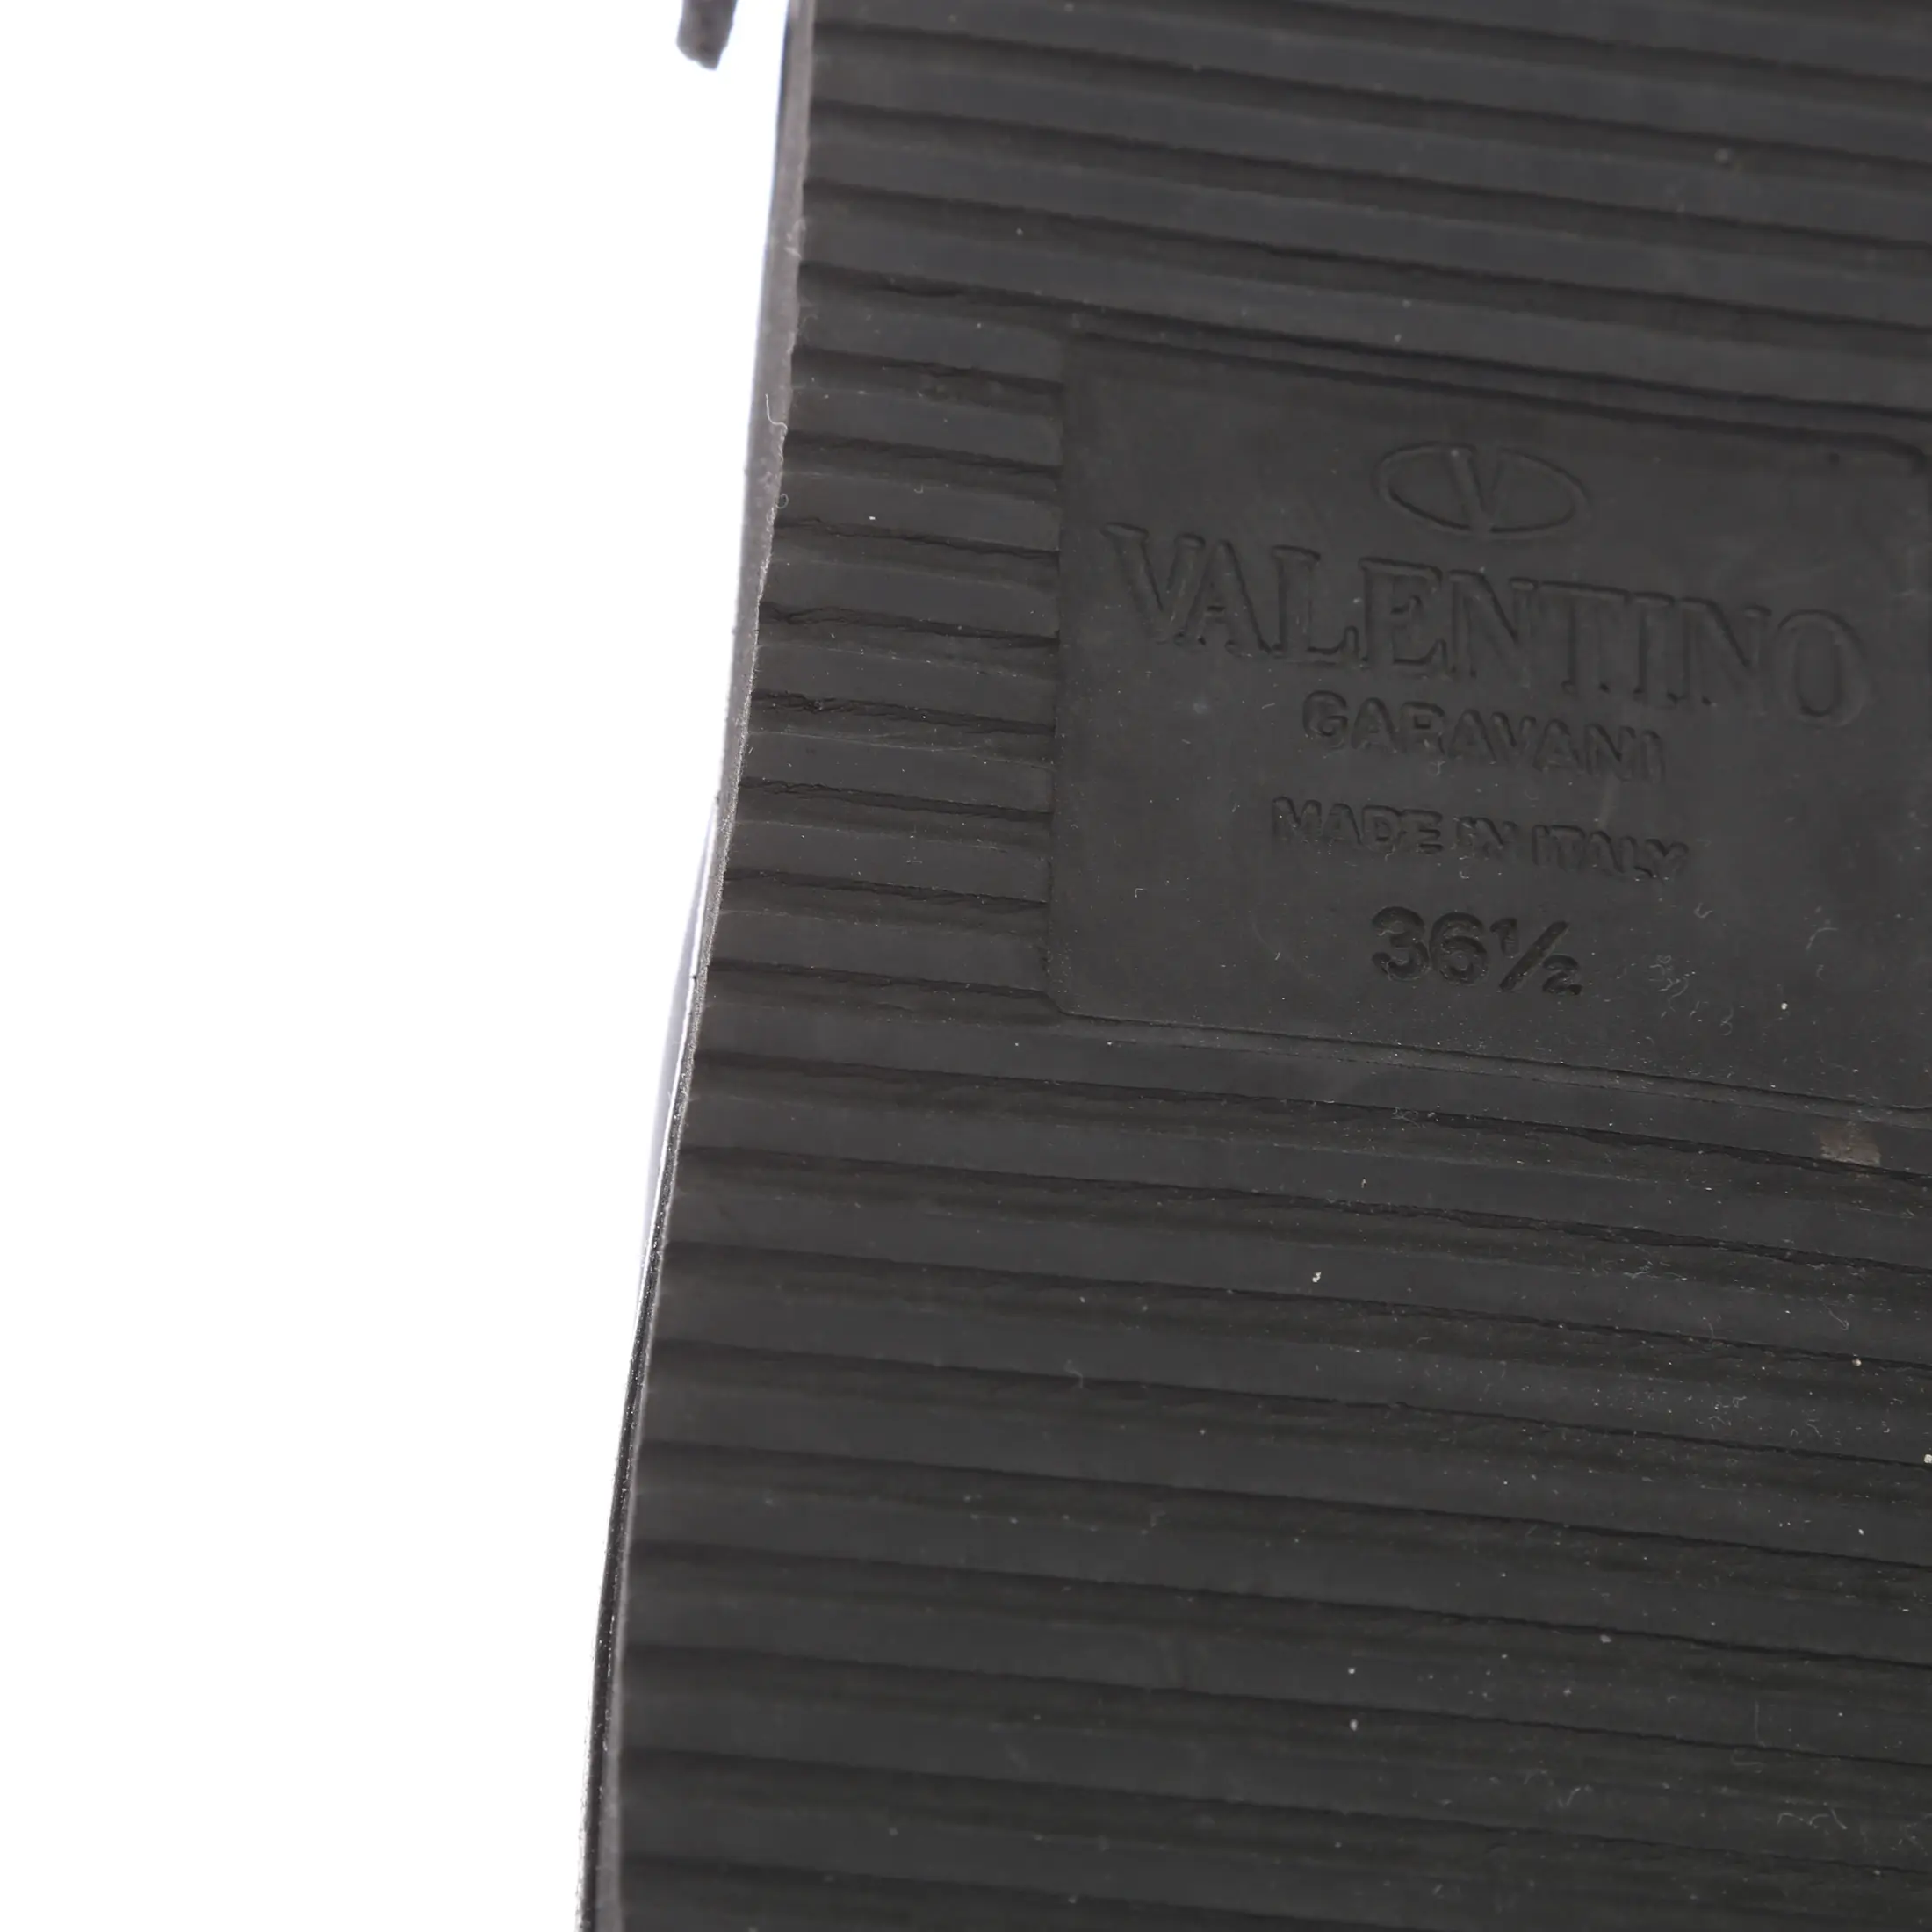 V
VALENTINO
GARAVANI
MADE IN ITALY
36½